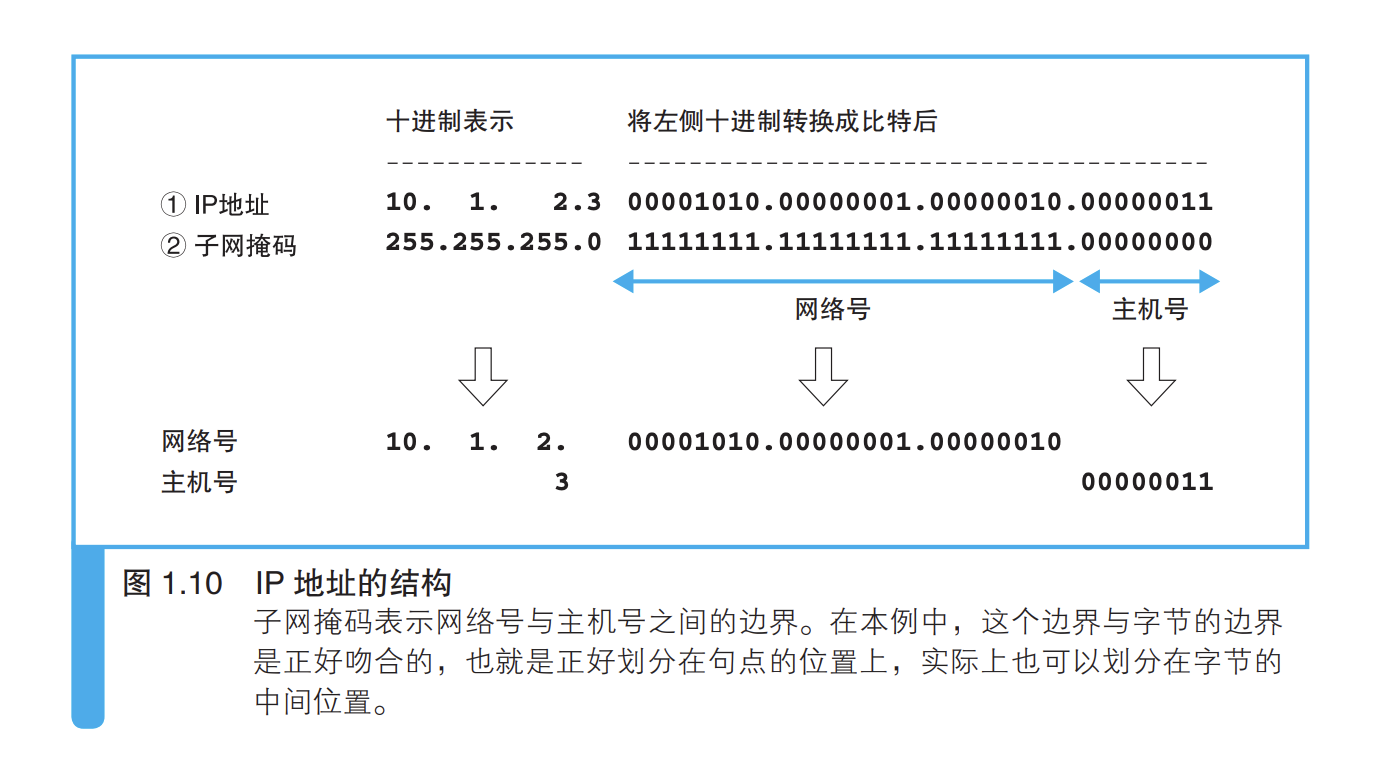 十进制表示 将左侧十进制转换成比特后
------------- --------------------------------------
① IP地址 10. 1. 2.3 00001010.00000001.00000010.00000011
② 子网掩码 255.255.255.0 11111111.11111111.11111111.00000000
网络号 主机号
网络号 10. 1. 2. 00001010.00000001.00000010
主机号 3 00000011
图 1.10 IP 地址的结构
子网掩码表示网络号与主机号之间的边界。在本例中，这个边界与字节的边界
是正好吻合的，也就是正好划分在句点的位置上，实际上也可以划分在字节的
中间位置。